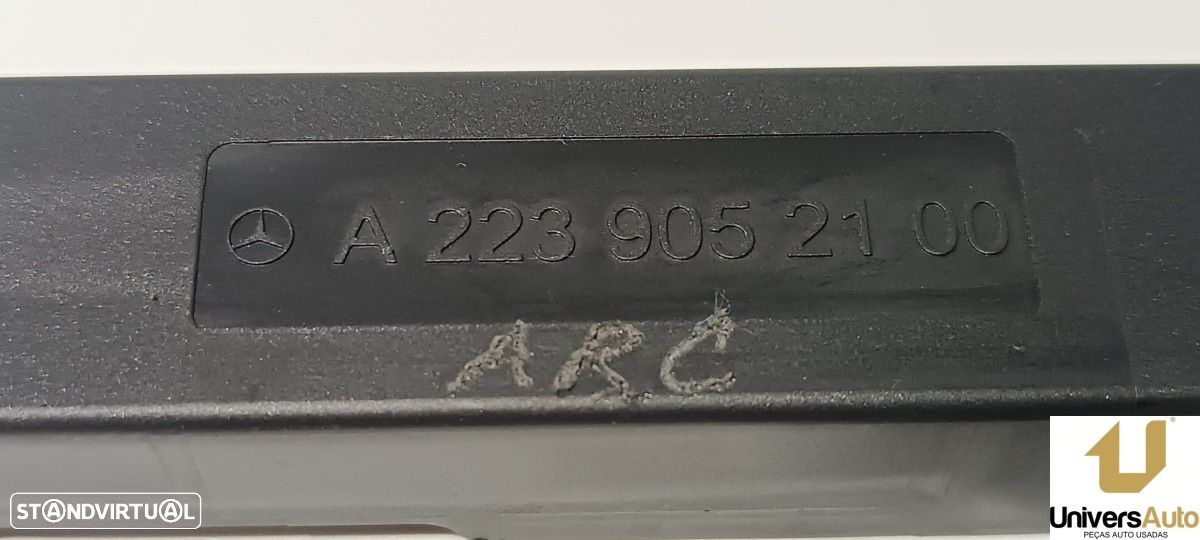 A 223 905 21 00
ARC
STANDVIRTUAL
UniversAuto
PEÇAS AUTO USADAS